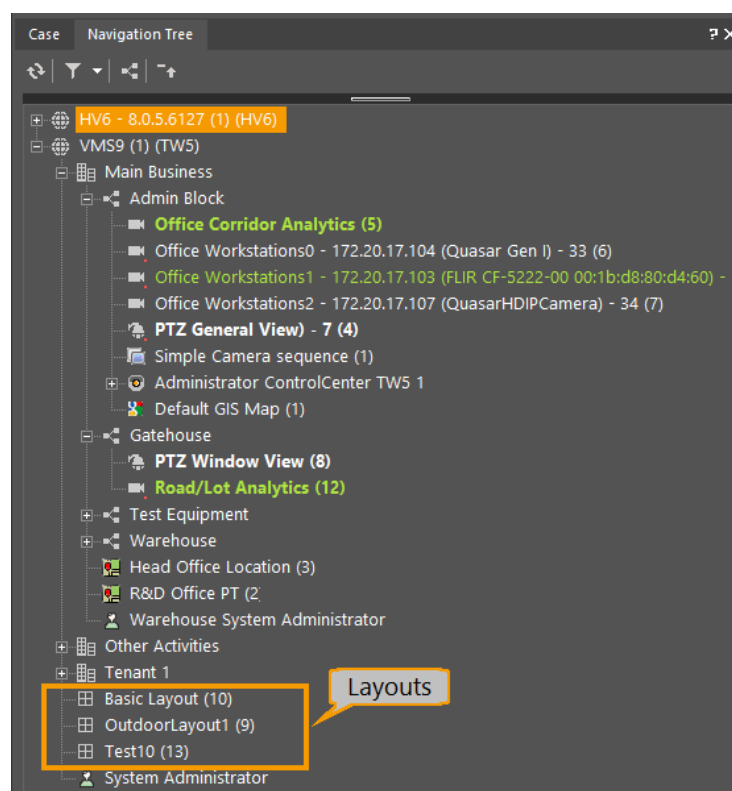 Case Navigation Tree ? X
HV6 - 8.0.5.6127 (1) (HV6)
VMS9 (1) (TW5)
Main Business
Admin Block
Office Corridor Analytics (5)
Office Workstations0 - 172.20.17.104 (Quasar Gen I) - 33 (6)
Office Workstations1 - 172.20.17.103 (FLIR CF-5222-00 00:1b:d8:80:d4:60) -
Office Workstations2 - 172.20.17.107 (QuasarHDIPCamera) - 34 (7)
PTZ General View) - 7 (4)
Simple Camera sequence (1)
Administrator ControlCenter TW5 1
Default GIS Map (1)
Gatehouse
PTZ Window View (8)
Road/Lot Analytics (12)
Test Equipment
Warehouse
Head Office Location (3)
R&D Office PT (2
Warehouse System Administrator
Other Activities
Tenant 1
Layouts
Basic Layout (10)
OutdoorLayout1 (9)
Test10 (13)
System Administrator